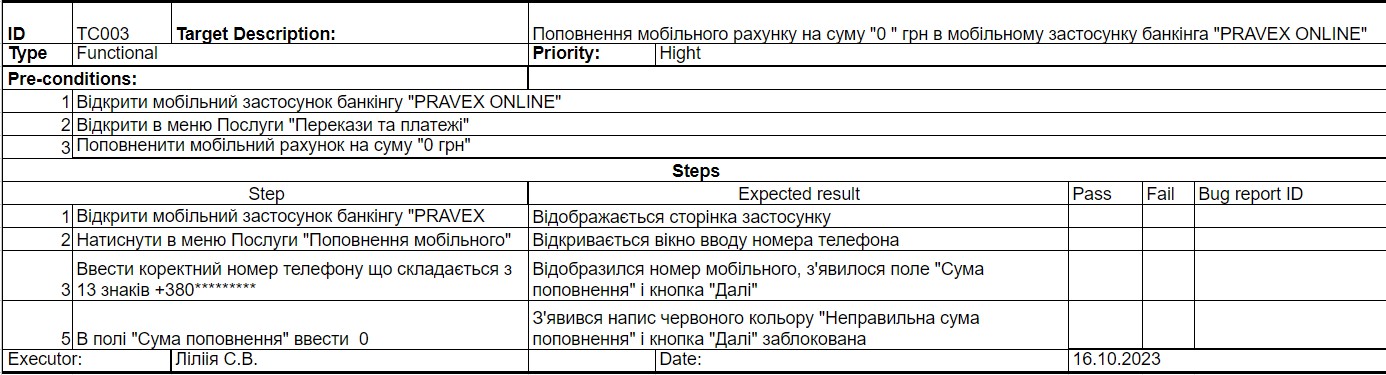 ID TC003 Target Description: Поповнення мобільного рахунку на суму "0 " грн в мобільному застосунку банкінга "PRAVEX ONLINE"
Type Functional Priority: Hight
Pre-conditions:
1 Відкрити мобільний застосунок банкінгу "PRAVEX ONLINE"
2 Відкрити в меню Послуги "Перекази та платежі"
3 Поповненити мобільний рахунок на суму "0 грн"
Steps
Step Expected result Pass Fail Bug report ID
1 Відкрити мобільний застосунок банкінгу "PRAVEX Відображається сторінка застосунку
2 Натиснути в меню Послуги "Поповнення мобільного" Відкривається вікно вводу номера телефона
Ввести коректний номер телефону що складається з Відобразился номер мобільного, з'явилося поле "Сума
3 13 знаків +380********* поповнення" і кнопка "Далі"
З'явився напис червоного кольору "Неправильна сума
5 В полі "Сума поповнення" ввести 0 поповнення" і кнопка "Далі" заблокована
Executor: Ліліія С.В. Date: 16.10.2023